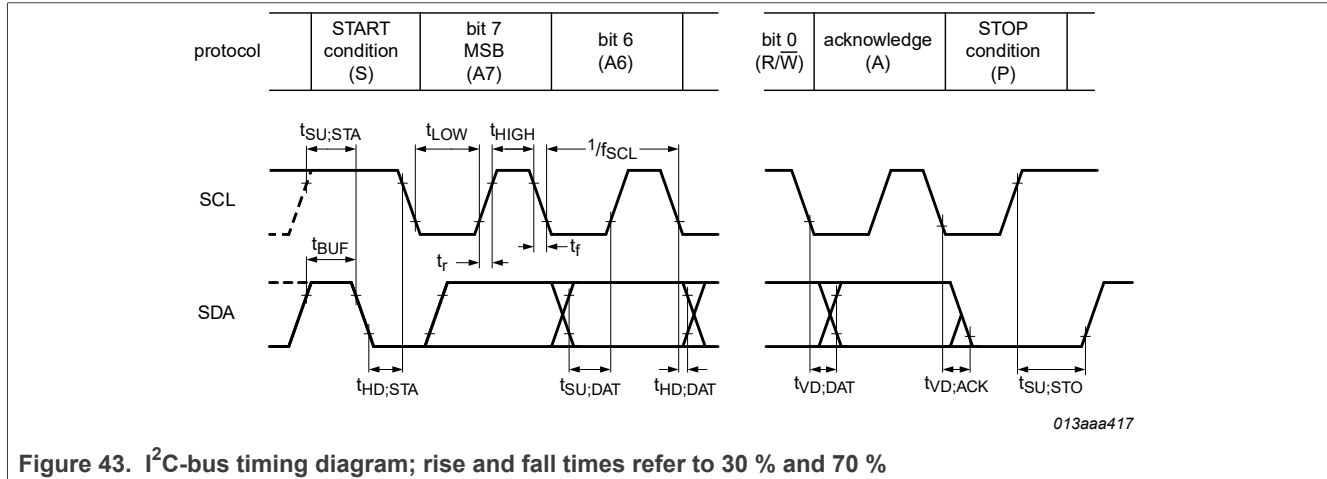 protocol
START
condition
(S)
bit 7
MSB
(A7)
bit 6
(A6)
bit 0
(R/W̅)
acknowledge
(A)
STOP
condition
(P)
tSU;STA
tLOW
tHIGH
1/fSCL
SCL
tBUF
tr
tf
SDA
tHD;STA
tSU;DAT
tHD;DAT
tVD;DAT
tVD;ACK
tSU;STO
013aaa417
Figure 43. I²C-bus timing diagram; rise and fall times refer to 30 % and 70 %